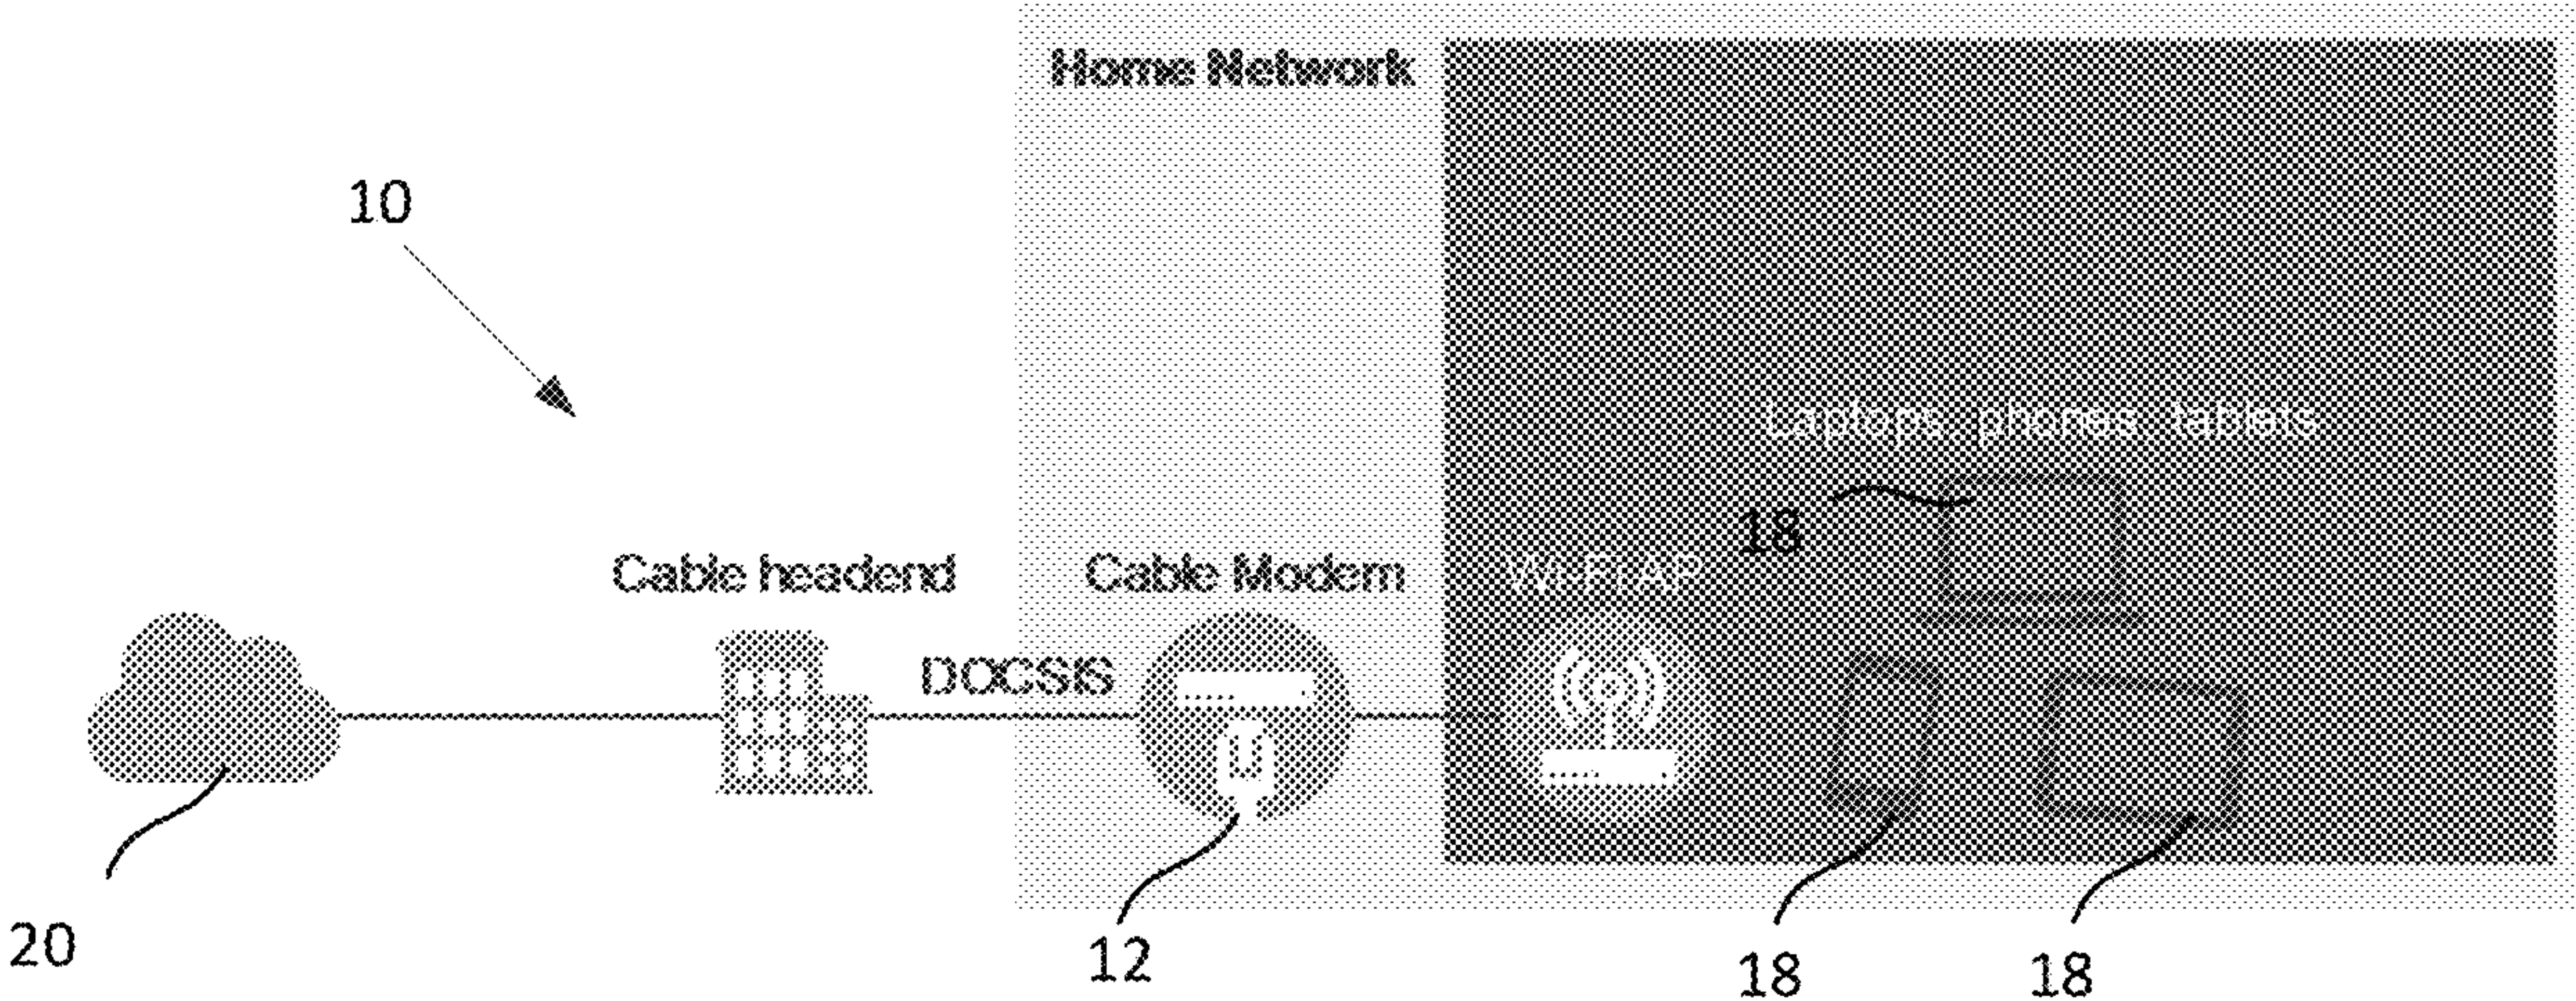 Home Network
10
Laptops, phones, tablets
18
Cable headend
Cable Modem
Wi-Fi AP
DOCSIS
20
12
18
18